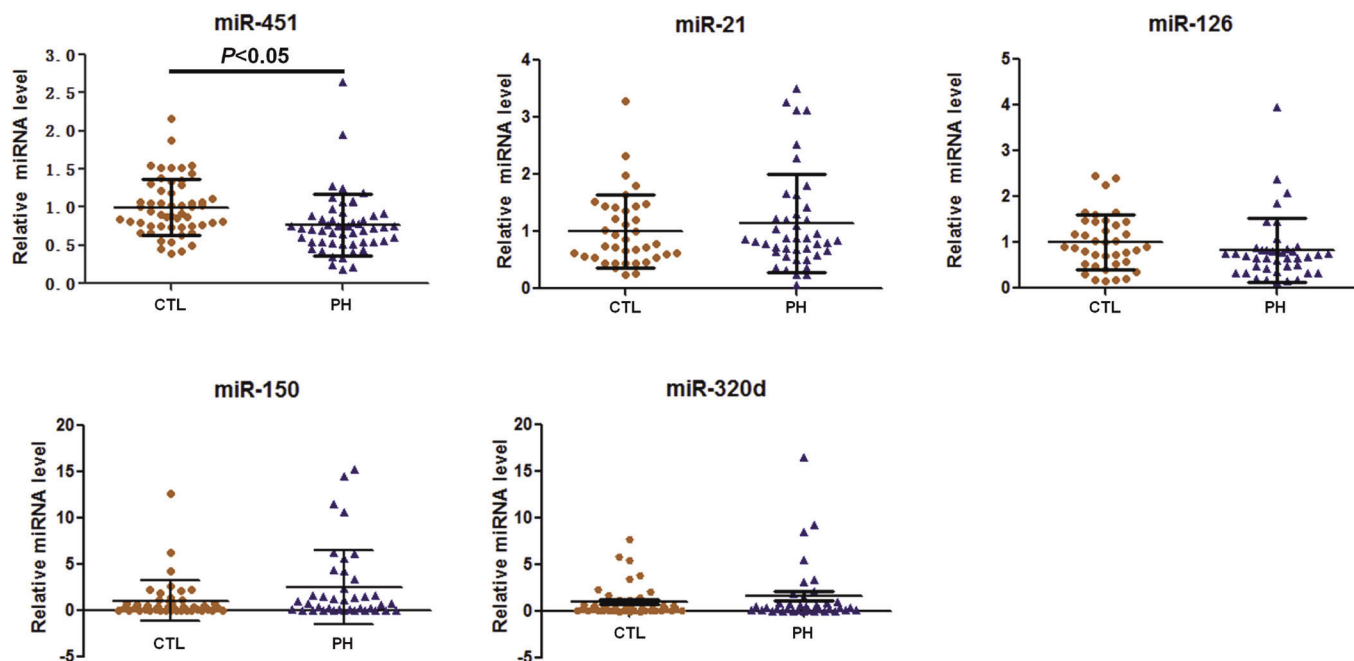 miR-451
P<0.05
Relative miRNA level
3. 0
2. 5
2. 0
1. 5
1. 0
0. 5
0. 0
CTL
PH
miR-21
Relative miRNA level
4
3
2
1
0
CTL
PH
miR-126
Relative miRNA level
5
4
3
2
1
0
CTL
PH
miR-150
Relative miRNA level
20
15
10
5
0
-5
CTL
PH
miR-320d
Relative miRNA level
20
15
10
5
0
-5
CTL
PH